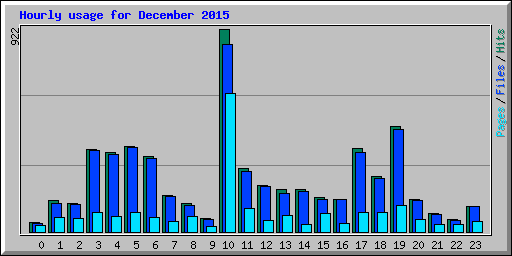 Hourly usage for December 2015
922
Pages/Files/Hits
0 1 2 3 4 5 6 7 8 9 10 11 12 13 14 15 16 17 18 19 20 21 22 23